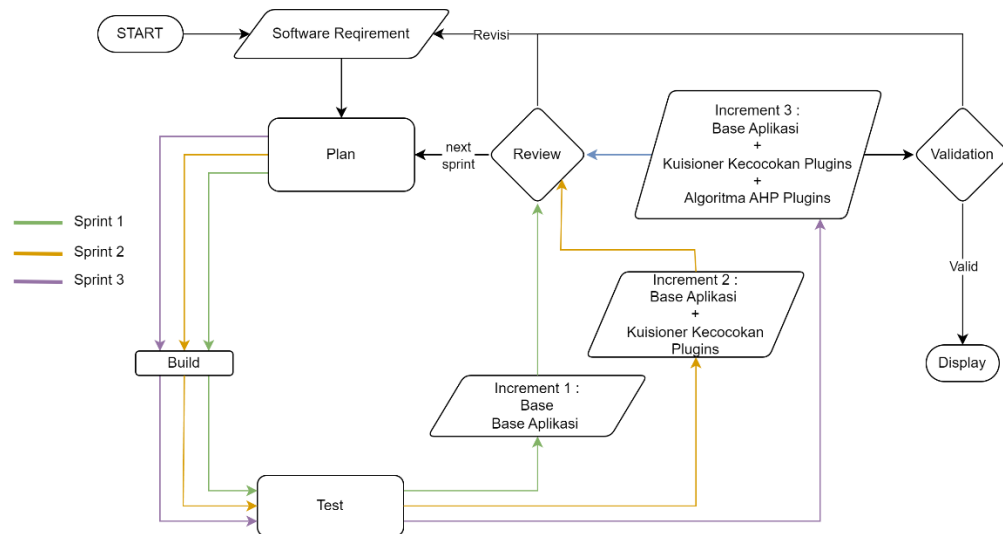 START
Software Reqirement
Revisi
Plan
next
sprint
Review
Increment 3 :
Base Aplikasi
+
Kuisioner Kecocokan Plugins
+
Algoritma AHP Plugins
Validation
Sprint 1
Sprint 2
Sprint 3
Valid
Increment 2 :
Base Aplikasi
+
Kuisioner Kecocokan
Plugins
Build
Display
Increment 1 :
Base
Base Aplikasi
Test